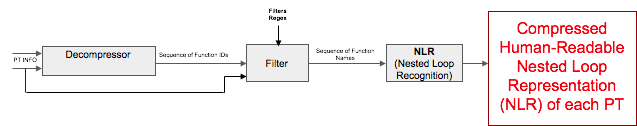 Filters
Regex
PT INFO
Decompressor
Sequence of Function IDs
Filter
Sequence of Function
Names
NLR
(Nested Loop
Recognition)
Compressed
Human-Readable
Nested Loop
Representation
(NLR) of each PT